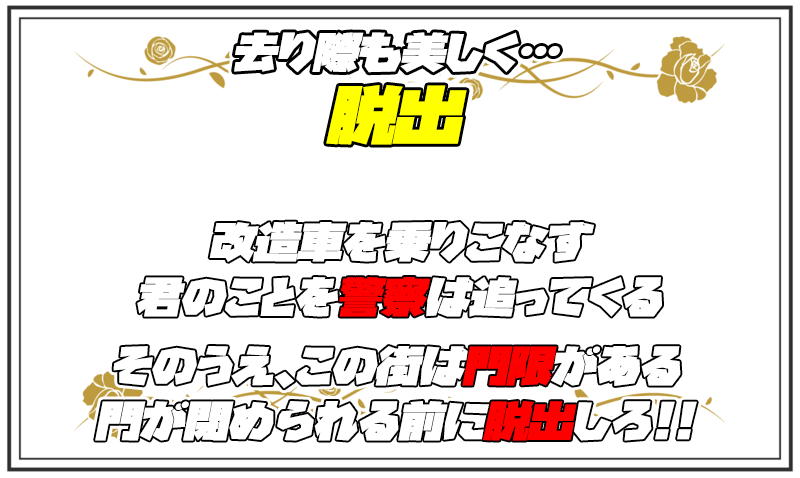 去り際も美しく…
脱出
改造車を乗りこなす
君のことを警察は追ってくる
そのうえ、この街は門限がある
門が閉められる前に脱出しろ!!